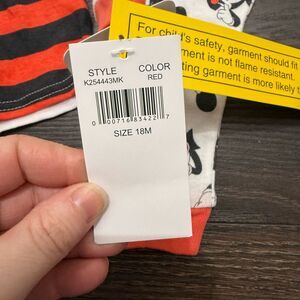 STYLE COLOR
K254443MK RED
0 00716 83422 7
SIZE 18M
For child's safety, garment should fit
ment is not flame resistant.
ting garment is more likely t